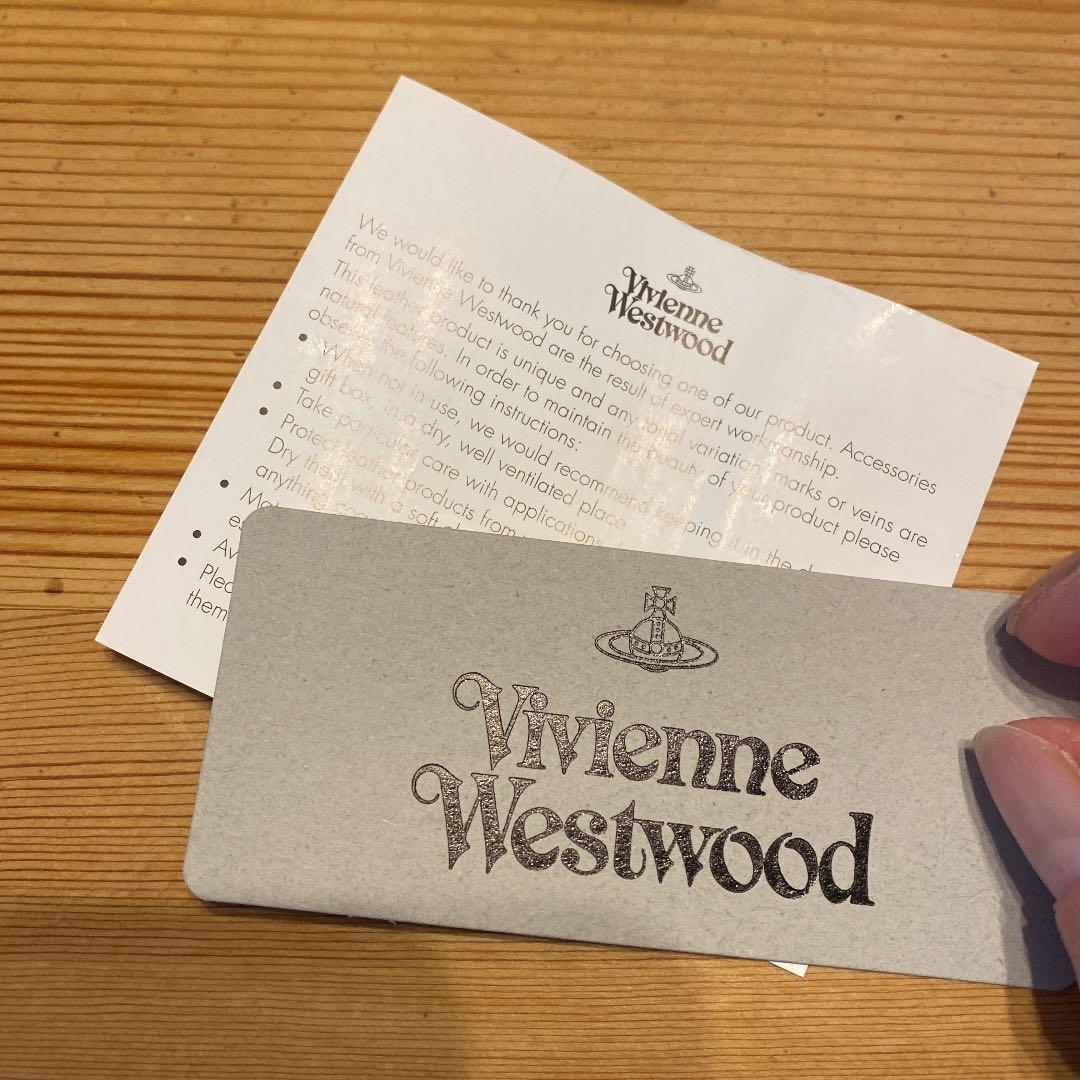 Vivienne
Westwood
We would like to thank you for choosing one of our product. Accessories
from Vivienne Westwood are the result of expert workmanship.
This leather product is unique and any tonal variation, marks or veins are
natural features. In order to maintain the beauty of your product please
observe the following instructions:
• When not in use, we would recommend keeping it in the
gift box, in a dry, well ventilated place
• Take particular care with applications
• Protect leather products from
Dry them with a soft
anything
•
•
• Plea
them
Vivienne
Westwood